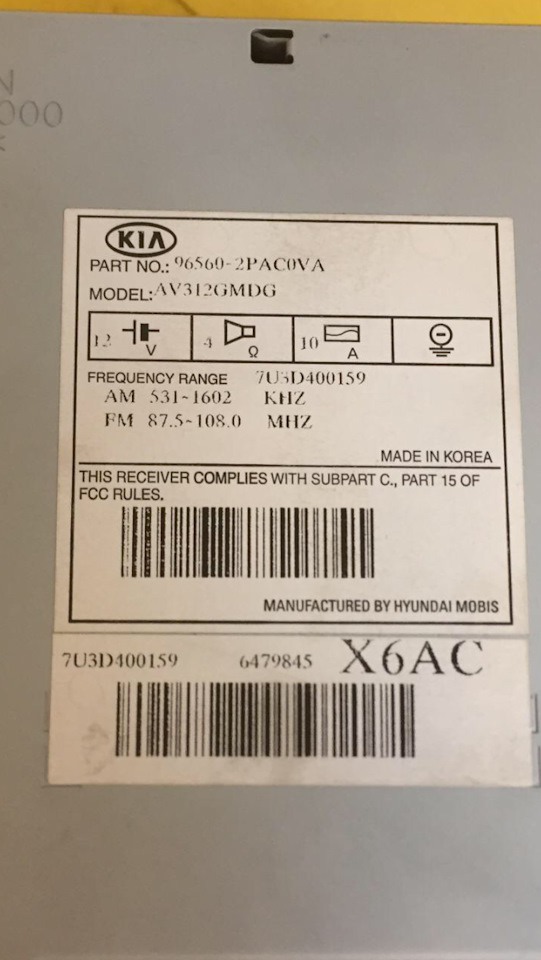 N
000
KIA
PART NO.: 96560-2PAC0VA
MODEL: AV312GMDG
12 V 4 Ω 10 A
FREQUENCY RANGE 7U3D400159
AM 531~1602 KHZ
FM 87.5~108.0 MHZ
MADE IN KOREA
THIS RECEIVER COMPLIES WITH SUBPART C., PART 15 OF
FCC RULES.
MANUFACTURED BY HYUNDAI MOBIS
7U3D400159 6479845 X6AC